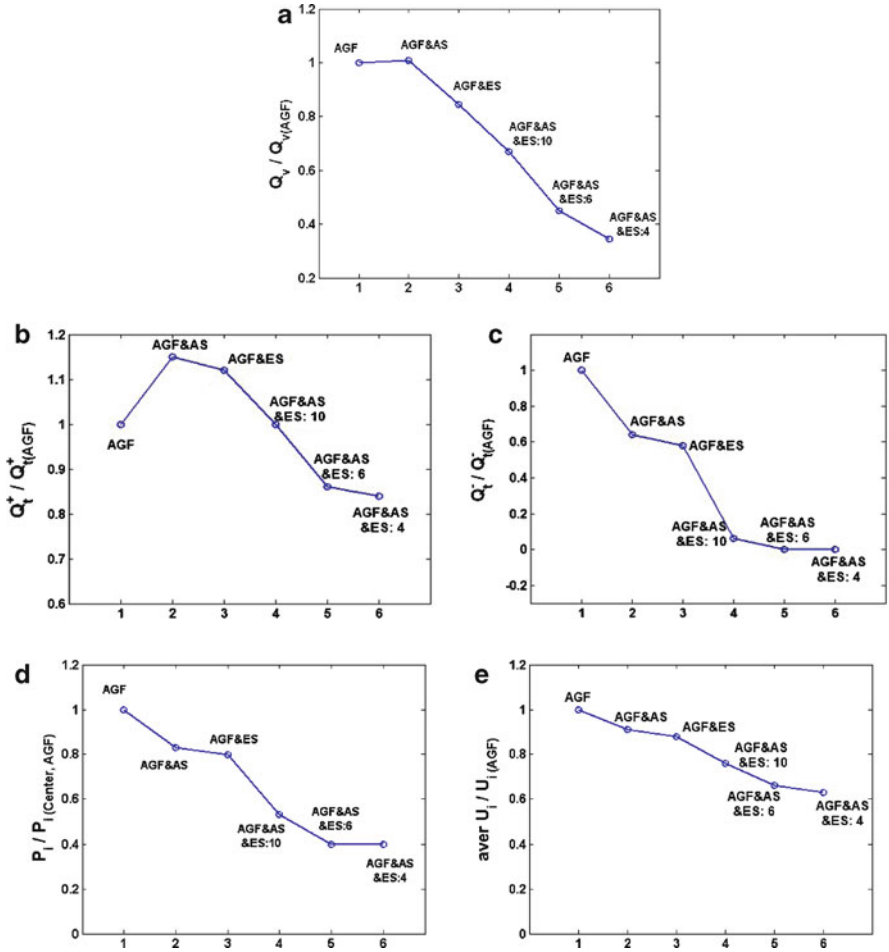 a
Q_v / Q_v(AGF)
1.2
1
0.8
0.6
0.4
0.2
AGF
AGF&AS
AGF&ES
AGF&AS
&ES:10
AGF&AS
&ES:6
AGF&AS
&ES:4
1 2 3 4 5 6
b
Q_t^+ / Q_t(AGF)^+
1.2
1.1
1
0.9
0.8
0.7
0.6
AGF
AGF&AS
AGF&ES
AGF&AS
&ES: 10
AGF&AS
&ES: 6
AGF&AS
&ES: 4
1 2 3 4 5 6
c
Q_t^- / Q_t(AGF)^-
1.2
1
0.8
0.6
0.4
0.2
0
-0.2
AGF
AGF&AS
AGF&ES
AGF&AS
&ES: 10
AGF&AS
&ES: 6
AGF&AS
&ES: 4
1 2 3 4 5 6
d
P_i / P_i (Center, AGF)
1.2
1
0.8
0.6
0.4
0.2
0
AGF
AGF&AS
AGF&ES
AGF&AS
&ES:10
AGF&AS
&ES:6
AGF&AS
&ES:4
1 2 3 4 5 6
e
aver U_i / U_i (AGF)
1.2
1
0.8
0.6
0.4
0.2
0
AGF
AGF&AS
AGF&ES
AGF&AS
&ES: 10
AGF&AS
&ES: 6
AGF&AS
&ES: 4
1 2 3 4 5 6